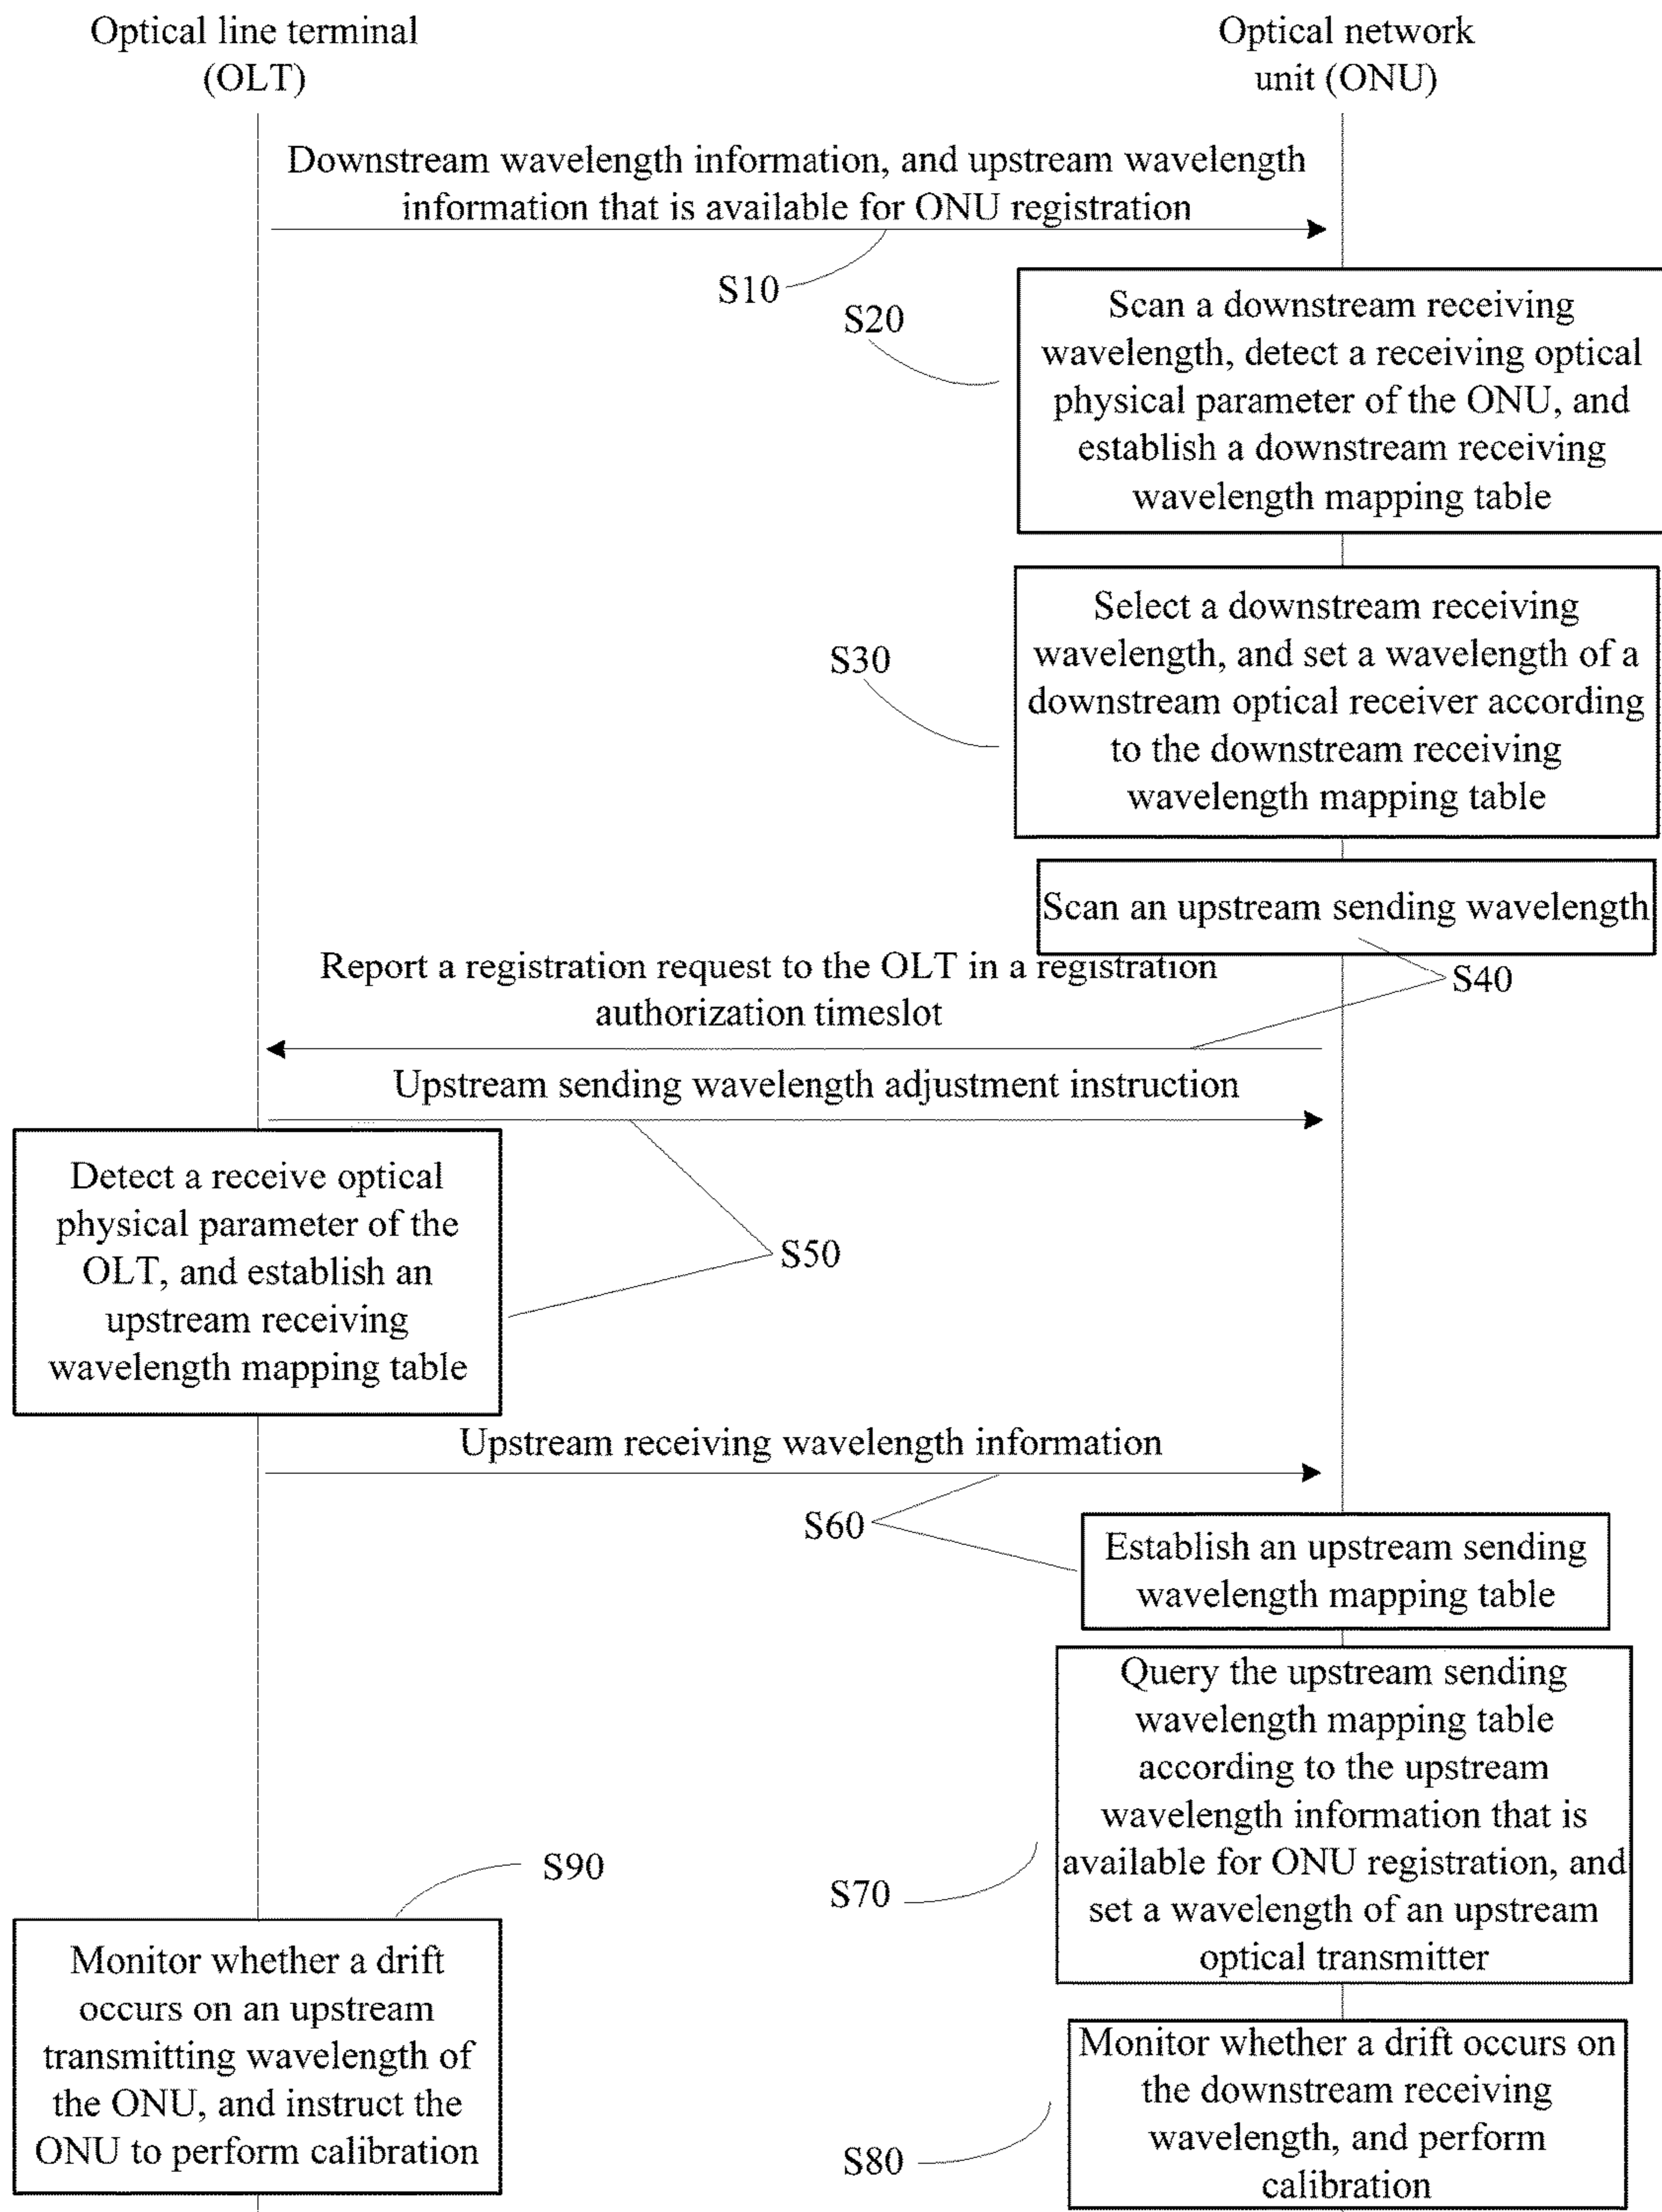 Optical line terminal
(OLT)
Optical network
unit (ONU)
Downstream wavelength information, and upstream wavelength
information that is available for ONU registration
S10
S20
Scan a downstream receiving
wavelength, detect a receiving optical
physical parameter of the ONU, and
establish a downstream receiving
wavelength mapping table
S30
Select a downstream receiving
wavelength, and set a wavelength of a
downstream optical receiver according
to the downstream receiving
wavelength mapping table
Scan an upstream sending wavelength
Report a registration request to the OLT in a registration
authorization timeslot
S40
Upstream sending wavelength adjustment instruction
Detect a receive optical
physical parameter of the
OLT, and establish an
upstream receiving
wavelength mapping table
S50
Upstream receiving wavelength information
S60
Establish an upstream sending
wavelength mapping table
Query the upstream sending
wavelength mapping table
according to the upstream
wavelength information that is
available for ONU registration, and
set a wavelength of an upstream
optical transmitter
S70
S90
Monitor whether a drift
occurs on an upstream
transmitting wavelength of
the ONU, and instruct the
ONU to perform calibration
Monitor whether a drift occurs on
the downstream receiving
wavelength, and perform
calibration
S80